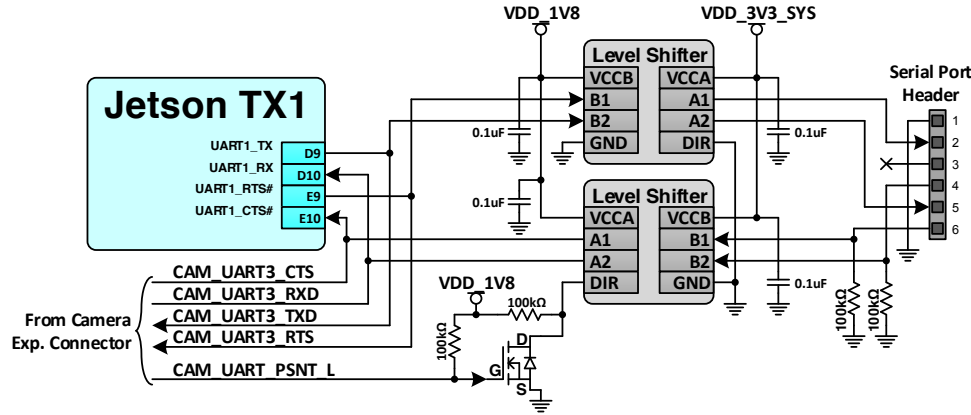 VDD_1V8
VDD_3V3_SYS
Level Shifter
VCCB
VCCA
B1
A1
B2
A2
GND
DIR
0.1uF
0.1uF
Serial Port
Header
1
2
3
4
5
6
Jetson TX1
UART1_TX
D9
UART1_RX
D10
UART1_RTS#
E9
UART1_CTS#
E10
0.1uF
Level Shifter
VCCA
VCCB
A1
B1
A2
B2
DIR
GND
0.1uF
100kΩ
100kΩ
CAM_UART3_CTS
CAM_UART3_RXD
CAM_UART3_TXD
CAM_UART3_RTS
CAM_UART_PSNT_L
From Camera
Exp. Connector
VDD_1V8
100kΩ
100kΩ
D
G
S